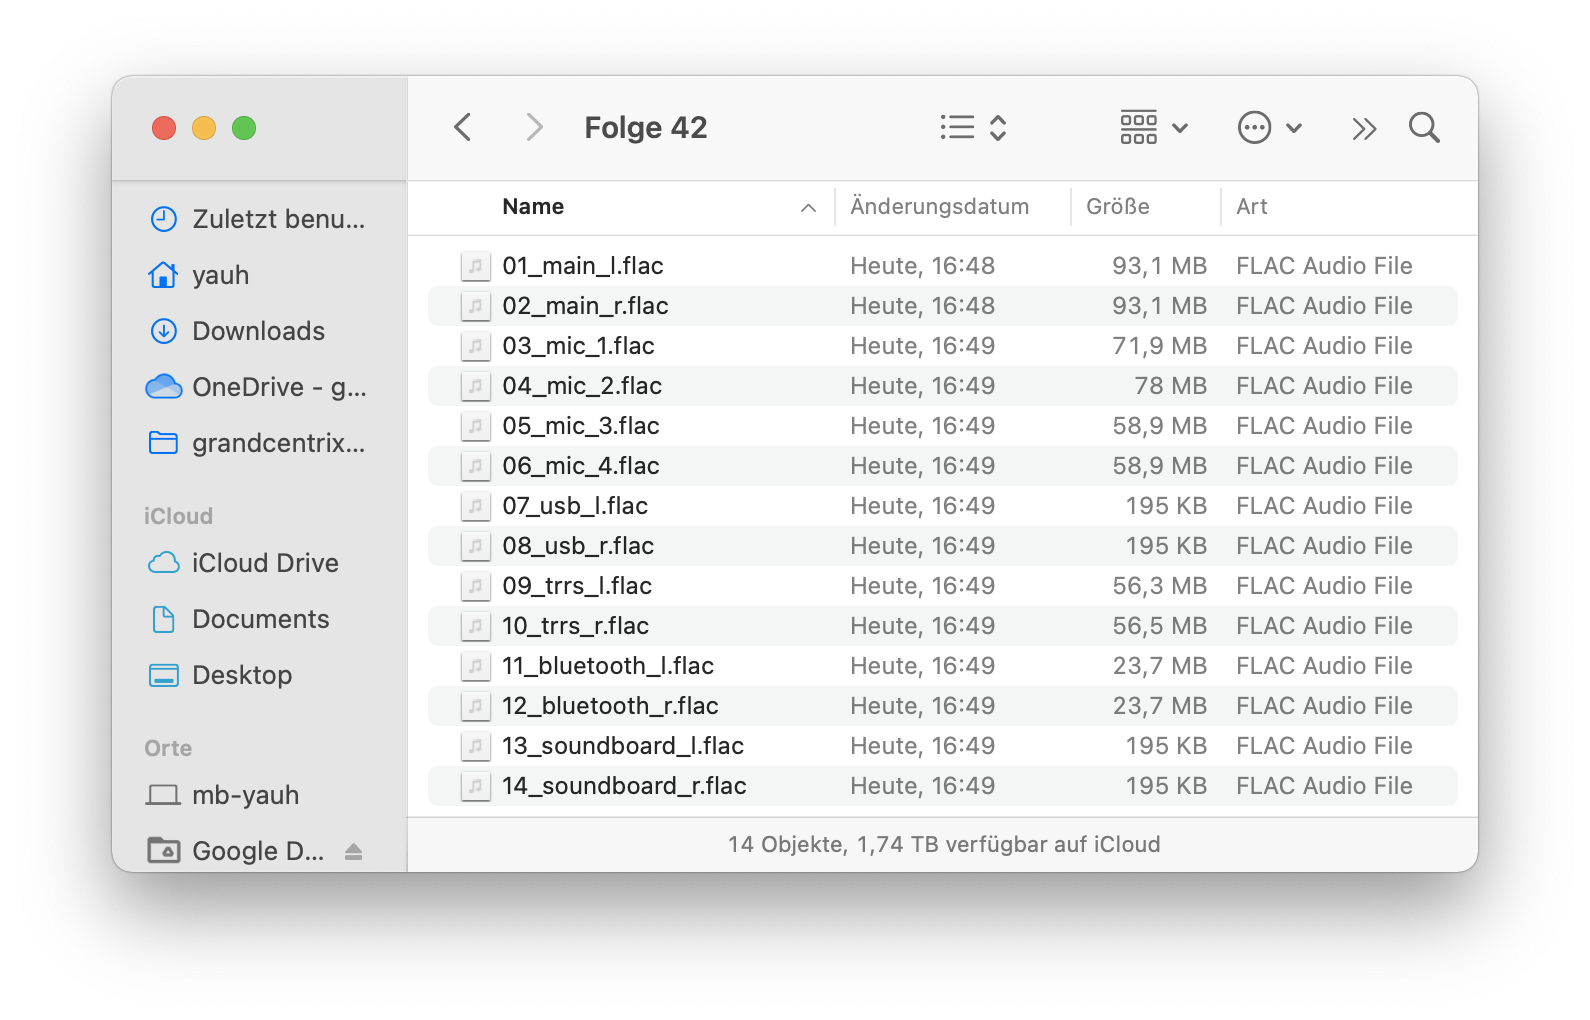 Folge 42
Zuletzt benu...
yauh
Downloads
OneDrive - g...
grandcentrix...
iCloud
iCloud Drive
Documents
Desktop
Orte
mb-yauh
Google D...
Name Änderungsdatum Größe Art
01_main_l.flac Heute, 16:48 93,1 MB FLAC Audio File
02_main_r.flac Heute, 16:48 93,1 MB FLAC Audio File
03_mic_1.flac Heute, 16:49 71,9 MB FLAC Audio File
04_mic_2.flac Heute, 16:49 78 MB FLAC Audio File
05_mic_3.flac Heute, 16:49 58,9 MB FLAC Audio File
06_mic_4.flac Heute, 16:49 58,9 MB FLAC Audio File
07_usb_l.flac Heute, 16:49 195 KB FLAC Audio File
08_usb_r.flac Heute, 16:49 195 KB FLAC Audio File
09_trrs_l.flac Heute, 16:49 56,3 MB FLAC Audio File
10_trrs_r.flac Heute, 16:49 56,5 MB FLAC Audio File
11_bluetooth_l.flac Heute, 16:49 23,7 MB FLAC Audio File
12_bluetooth_r.flac Heute, 16:49 23,7 MB FLAC Audio File
13_soundboard_l.flac Heute, 16:49 195 KB FLAC Audio File
14_soundboard_r.flac Heute, 16:49 195 KB FLAC Audio File
14 Objekte, 1,74 TB verfügbar auf iCloud